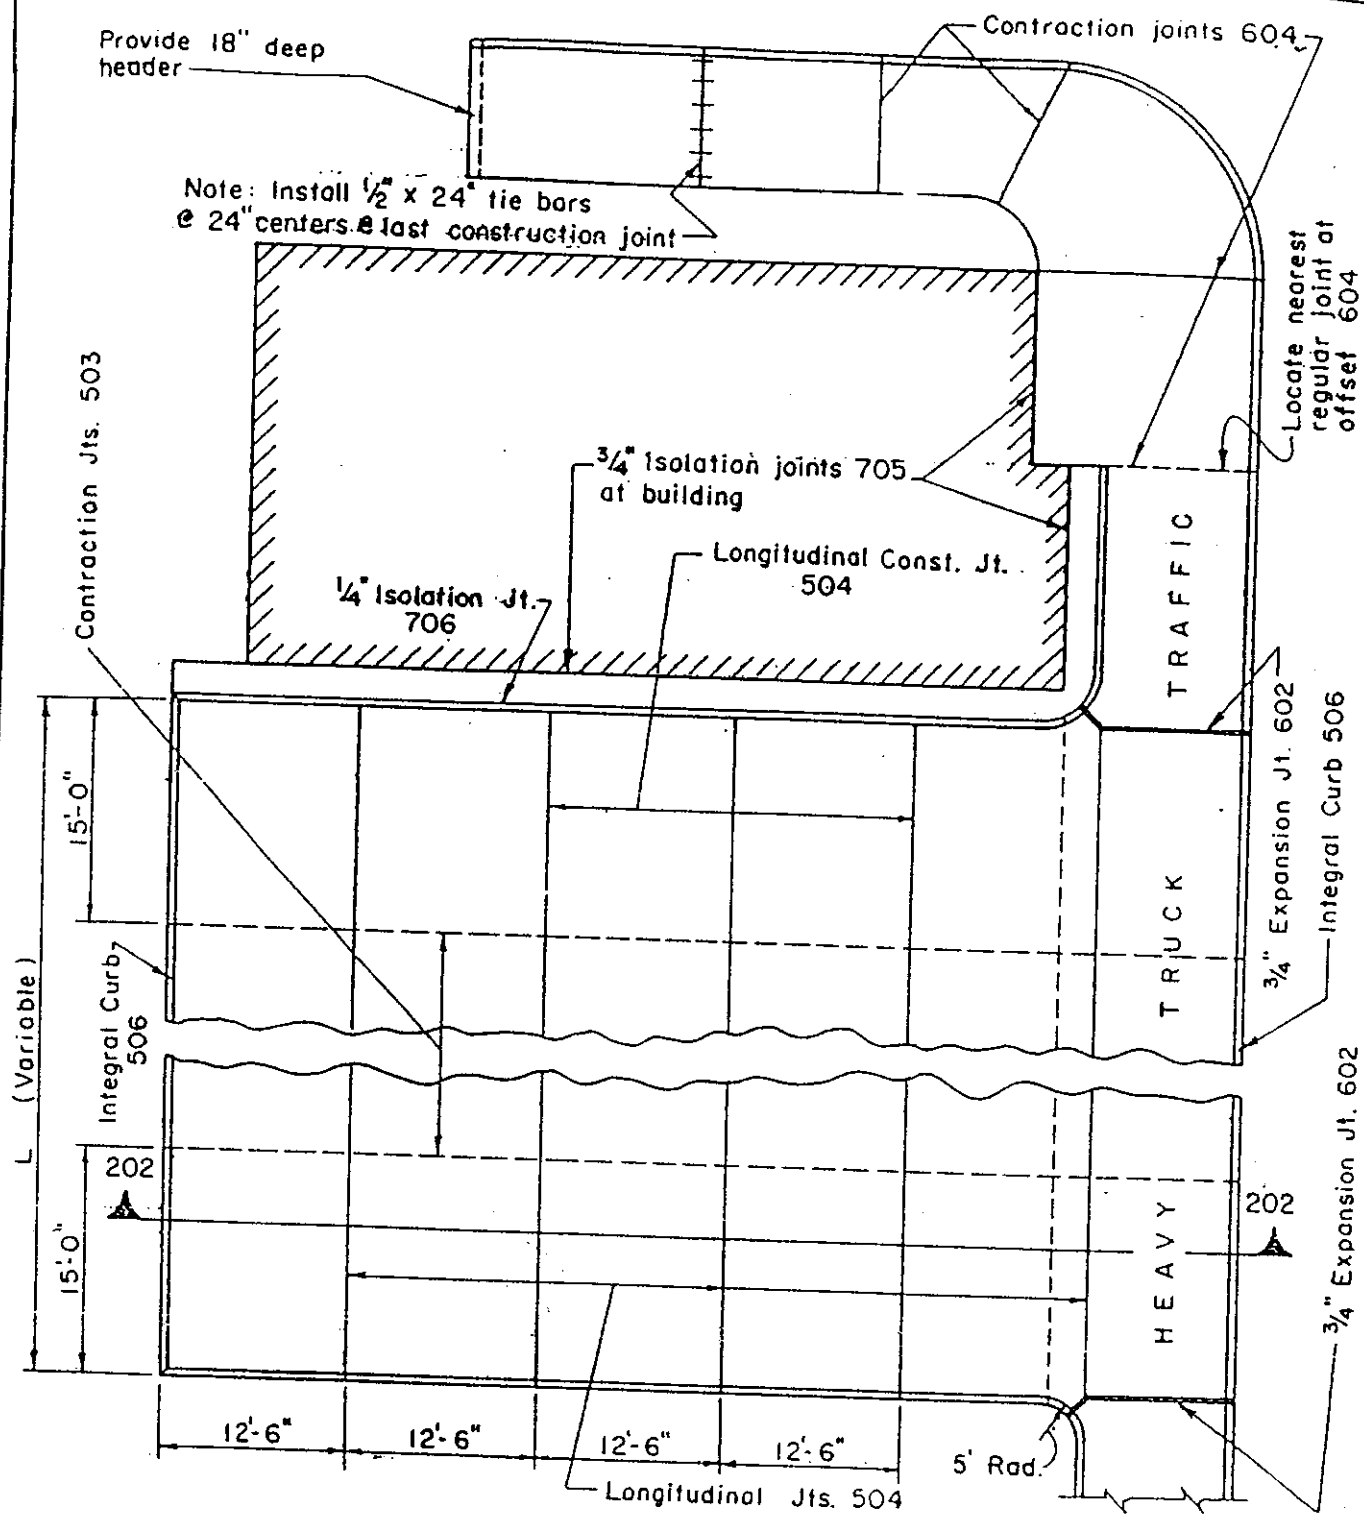 Contraction joints 604
Provide 18" deep
header
Note: Install 1/2" x 24" tie bars
@ 24" centers @ last construction joint
Locate nearest
regular joint at
offset 604
Contraction Jts. 503
3/4" Isolation joints 705
at building
Longitudinal Const. Jt.
504
1/4" Isolation Jt.
706
TRAFFIC
15'-0"
3/4" Expansion Jt. 602
Integral Curb 506
TRUCK
L (Variable)
Integral Curb
506
202
202
15'-0"
HEAVY
3/4" Expansion Jt. 602
12'-6"
12'-6"
12'-6"
12'-6"
5' Rad.
Longitudinal Jts. 504